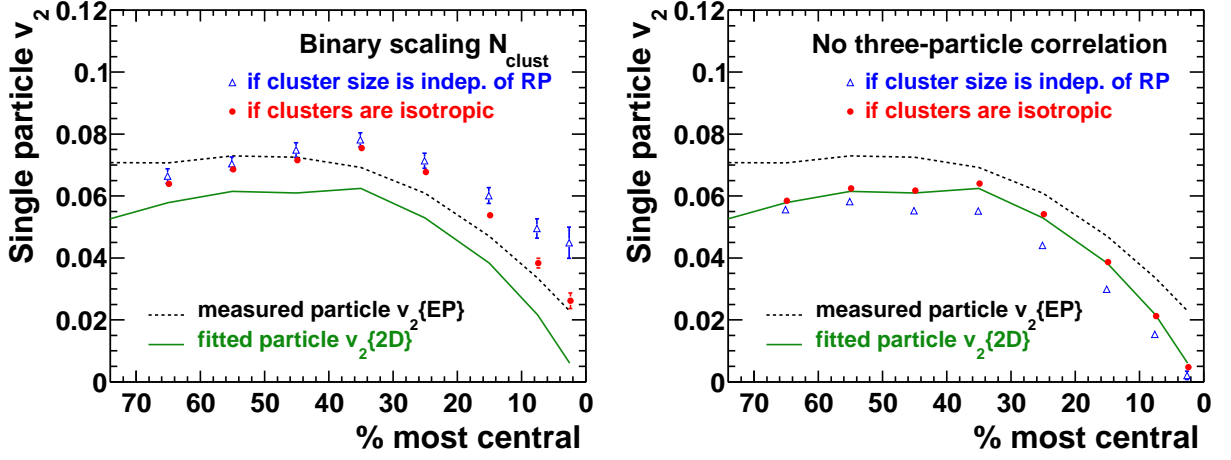 Single particle v2
0.12
0.1
0.08
0.06
0.04
0.02
0
Binary scaling Nclust
if cluster size is indep. of RP
if clusters are isotropic
measured particle v2{EP}
fitted particle v2{2D}
70 60 50 40 30 20 10 0
% most central
Single particle v2
0.12
0.1
0.08
0.06
0.04
0.02
0
No three-particle correlation
if cluster size is indep. of RP
if clusters are isotropic
measured particle v2{EP}
fitted particle v2{2D}
70 60 50 40 30 20 10 0
% most central